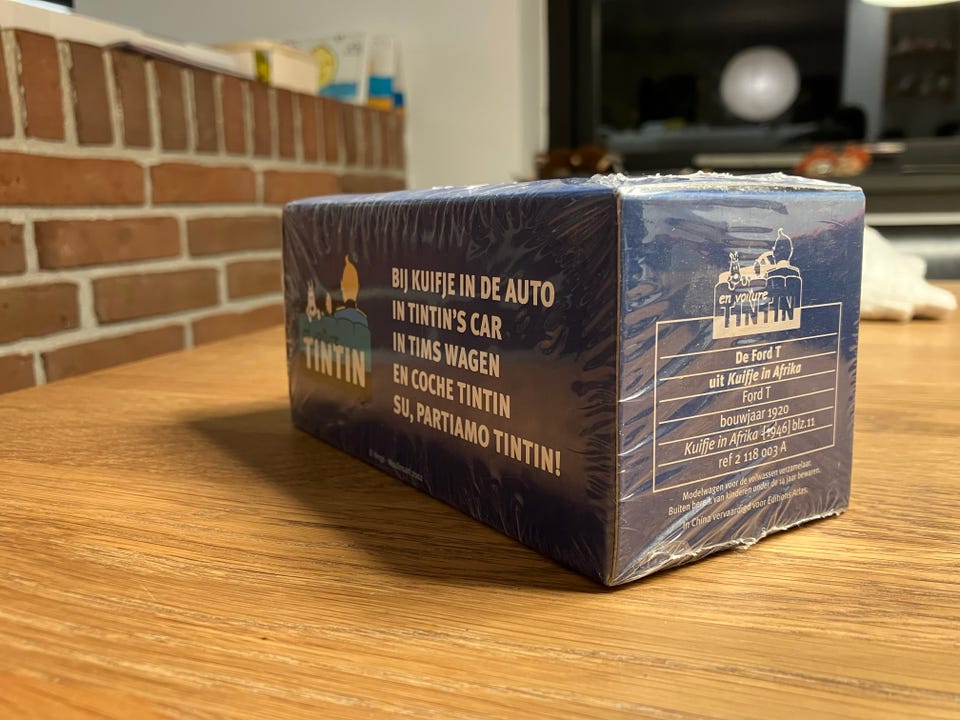 TINTIN
BIJ KUIFJE IN DE AUTO
IN TINTIN'S CAR
IN TIMS WAGEN
EN COCHE TINTIN
SU, PARTIAMO TINTIN!
en voiture
TINTIN
De Ford T
uit Kuifje in Afrika
Ford T
bouwjaar 1920
Kuifje in Afrika (1946) blz.11
ref 2 118 003 A
Modelwagen voor de volwassen verzamelaar.
Buiten bereik van kinderen onder de 14 jaar bewaren.
In China vervaardigd voor Editions Atlas.